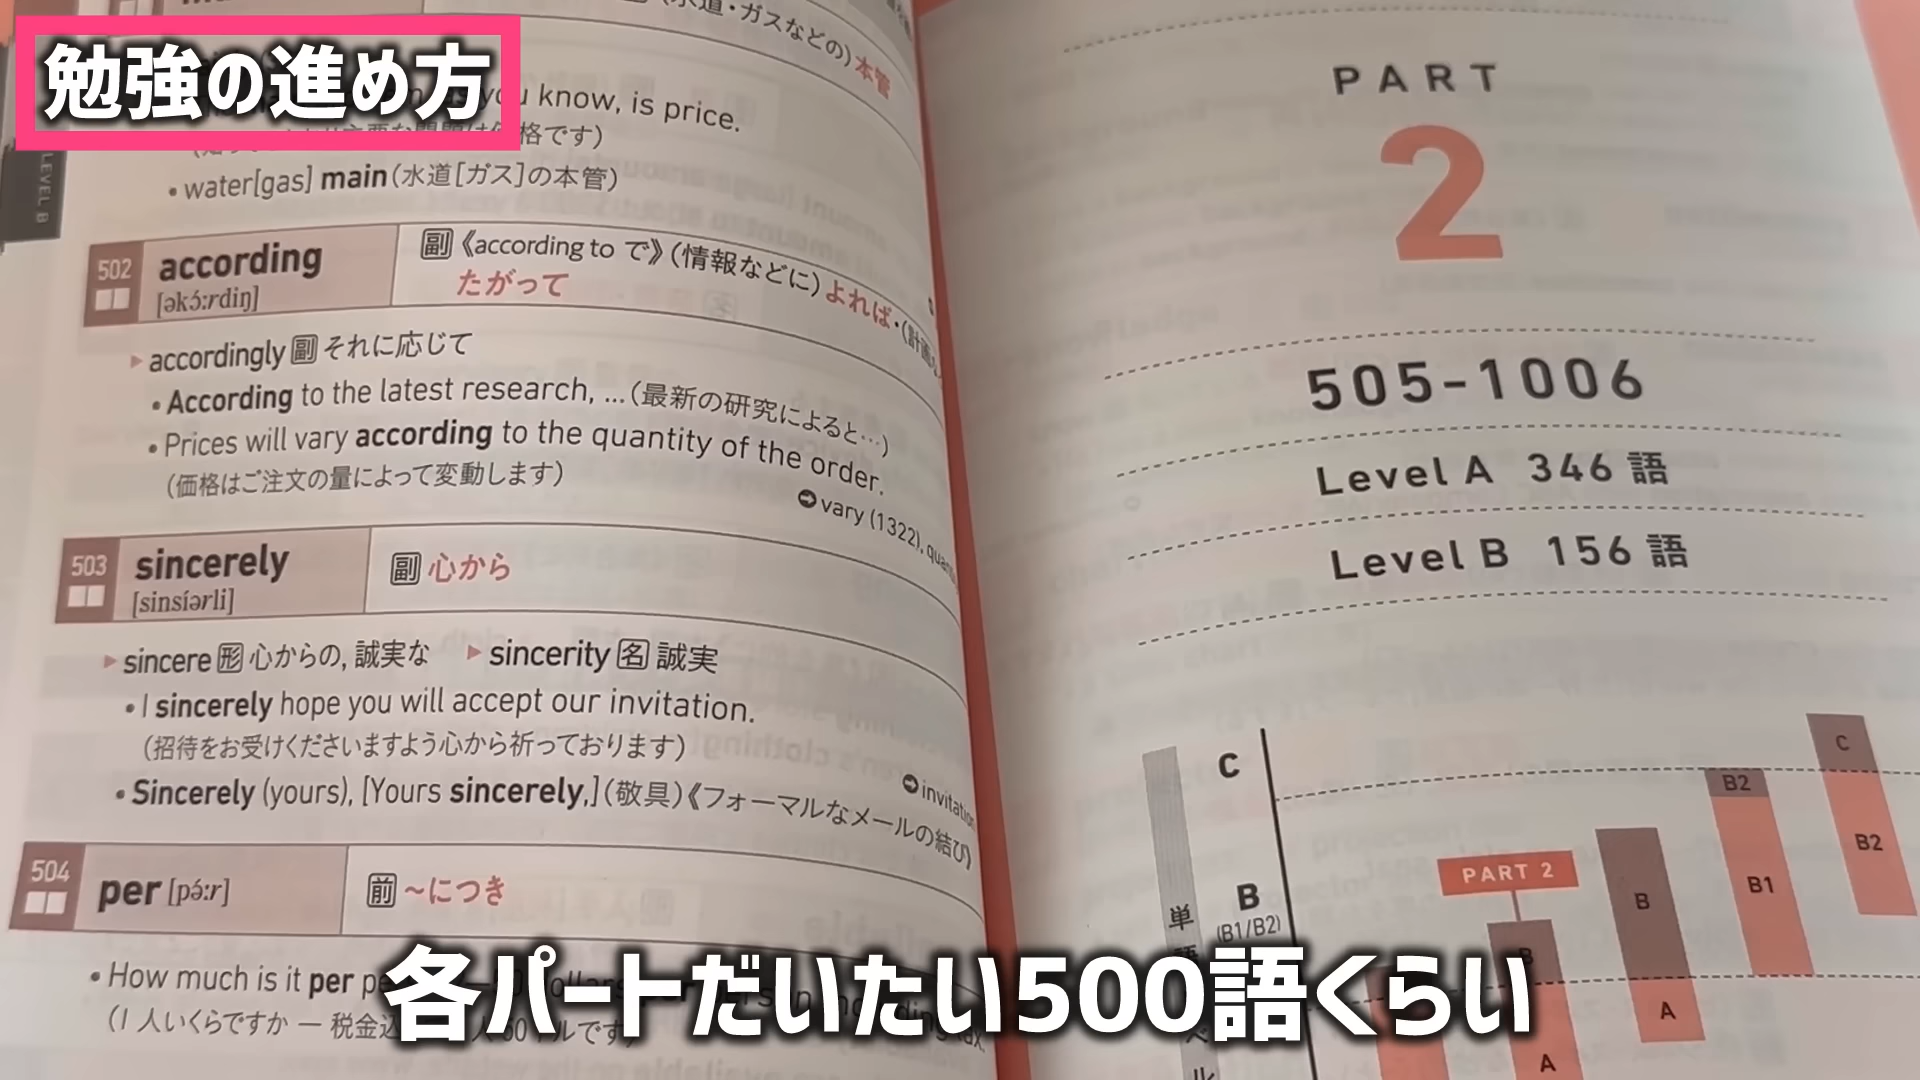 勉強の進め方
know, is price.
格です)
• water[gas] main(水道[ガス]の本管)
LEVEL B
502 according [əkɔ́ːrdiŋ]
副《according to で》(情報などに)よれば・(計画
たがって
▶ accordingly 副 それに応じて
• According to the latest research, ...(最新の研究によると…)
• Prices will vary according to the quantity of the order.
(価格はご注文の量によって変動します)
➡ vary (1322),
503 sincerely [sinsíərli]
副 心から
▶ sincere 形 心からの, 誠実な ▶ sincerity 名 誠実
• I sincerely hope you will accept our invitation.
(招待をお受けくださいますよう心から祈っております)
➡ invitation
• Sincerely (yours), [Yours sincerely,](敬具)《フォーマルなメールの結び》
504 per [pə́ːr]
前 ~につき
• How much is it per
(1人いくらですか — 税金
PART
2
505-1006
Level A 346 語
Level B 156 語
C
B
(B1/B2)
PART 2
B
A
B
A
B2
B1
C
B2
各パートだいたい500語くらい